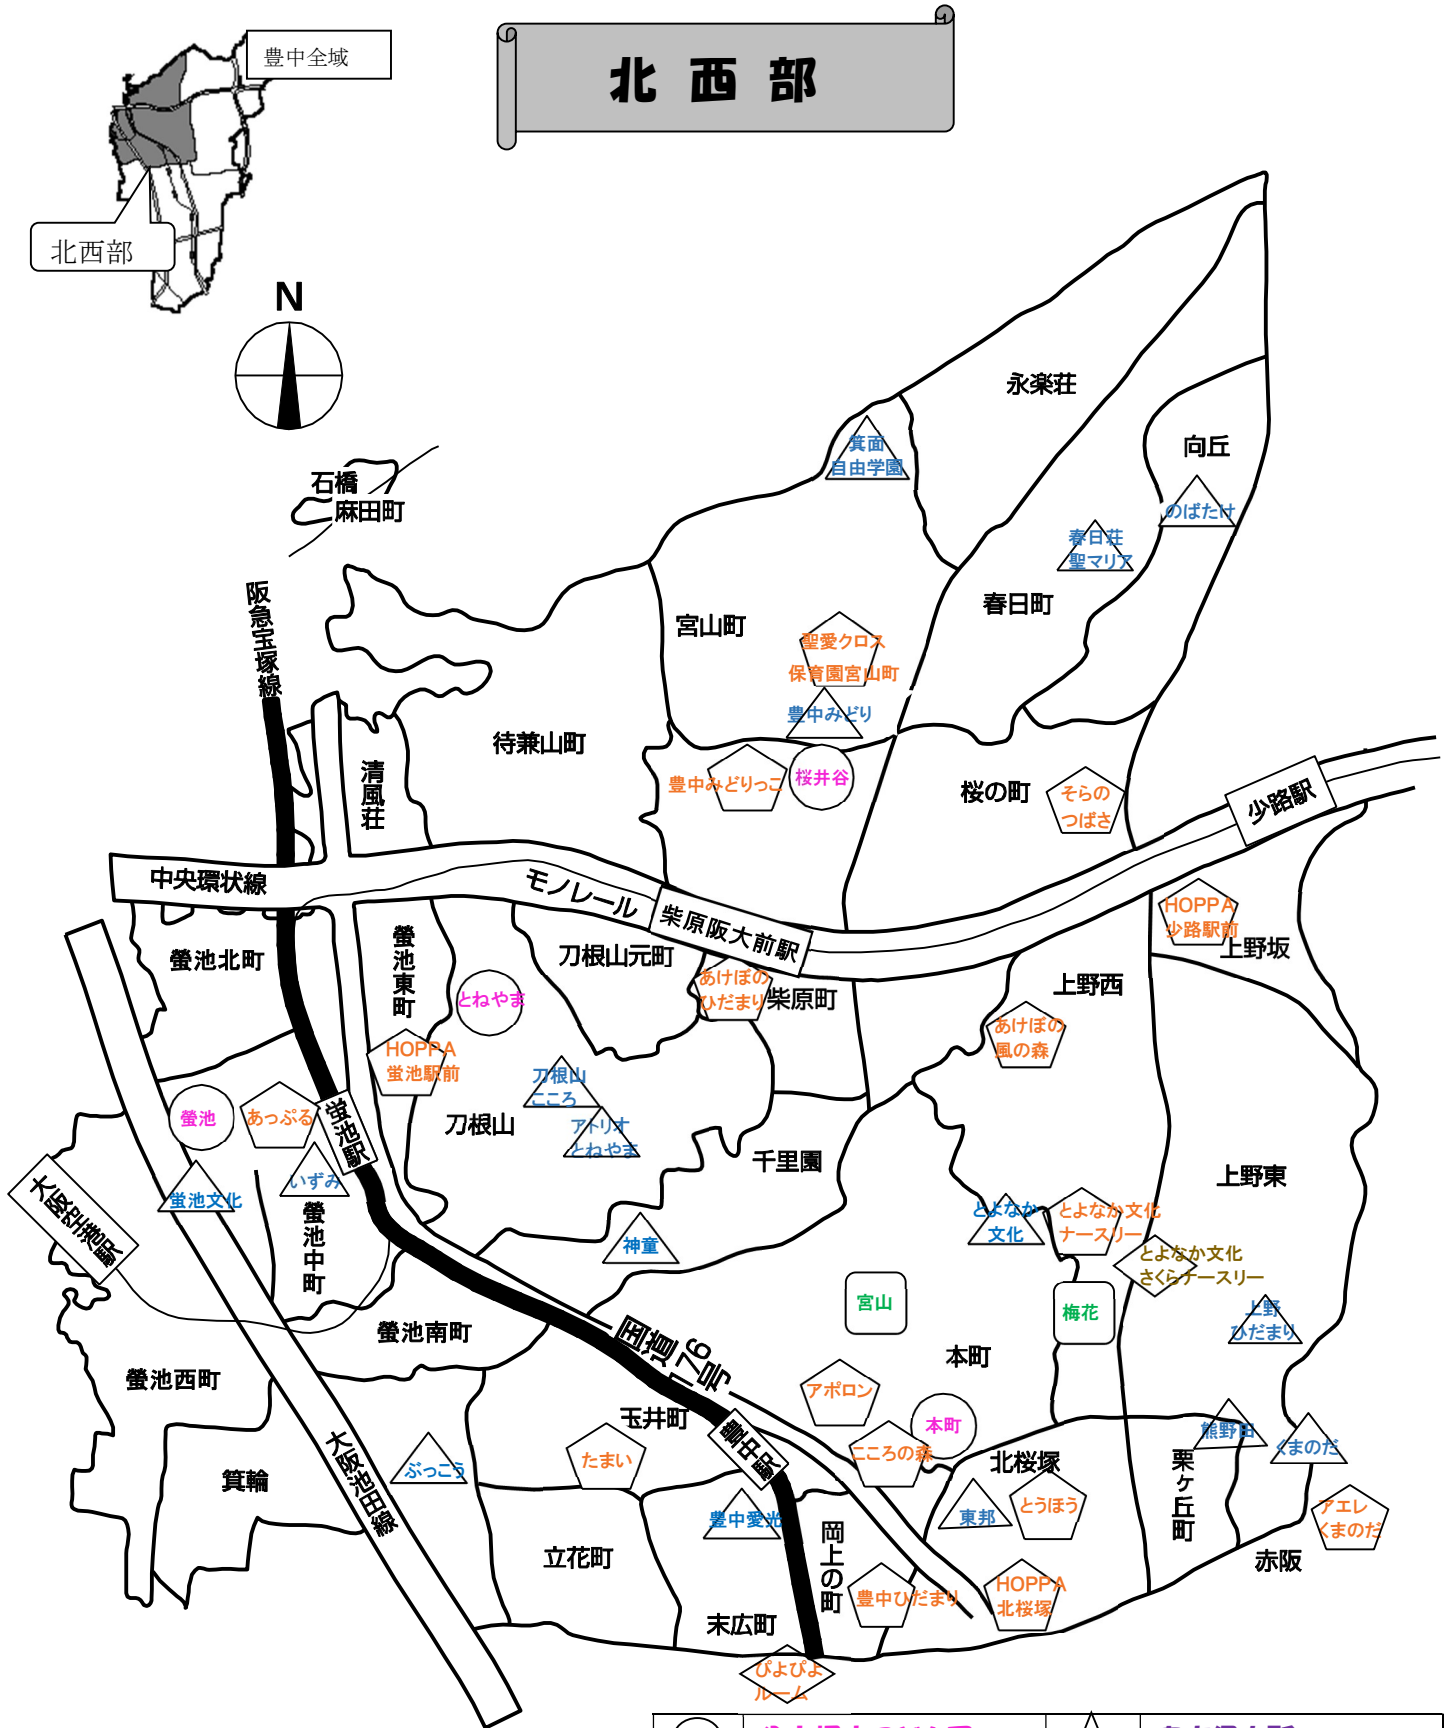 豊中全域
北西部
北西部
N
永楽荘
箕面
自由学園
向丘
のばたけ
石橋
麻田町
春日荘
聖マリア
阪急宝塚線
春日町
宮山町
聖愛クロス
保育園宮山町
豊中みどり
待兼山町
清風荘
豊中みどりっこ
桜井谷
桜の町
そらの
つばさ
少路駅
中央環状線
モノレール
柴原阪大前駅
HOPPA
少路駅前
上野坂
螢池北町
螢池東町
刀根山元町
あけぼの
ひだまり
柴原町
上野西
とねやま
あけぼの
風の森
HOPPA
蛍池駅前
刀根山
こころ
螢池
あっぷる
蛍池駅
刀根山
アトリオ
とねやま
千里園
上野東
いずみ
蛍池文化
大阪空港駅
螢池中町
とよなか
文化
とよなか文化
ナースリー
神童
とよなか文化
さくらナースリー
宮山
梅花
上野
ひだまり
螢池南町
国道176号
本町
螢池西町
アポロン
玉井町
本町
豊中駅
熊野田
くまのだ
大阪池田線
こころの森
北桜塚
栗ヶ丘町
箕輪
ぶっこう
たまい
とうほう
東邦
アエレ
くまのだ
豊中愛光
岡上の町
立花町
赤阪
HOPPA
北桜塚
豊中ひだまり
末広町
ぴよぴよ
ルーム